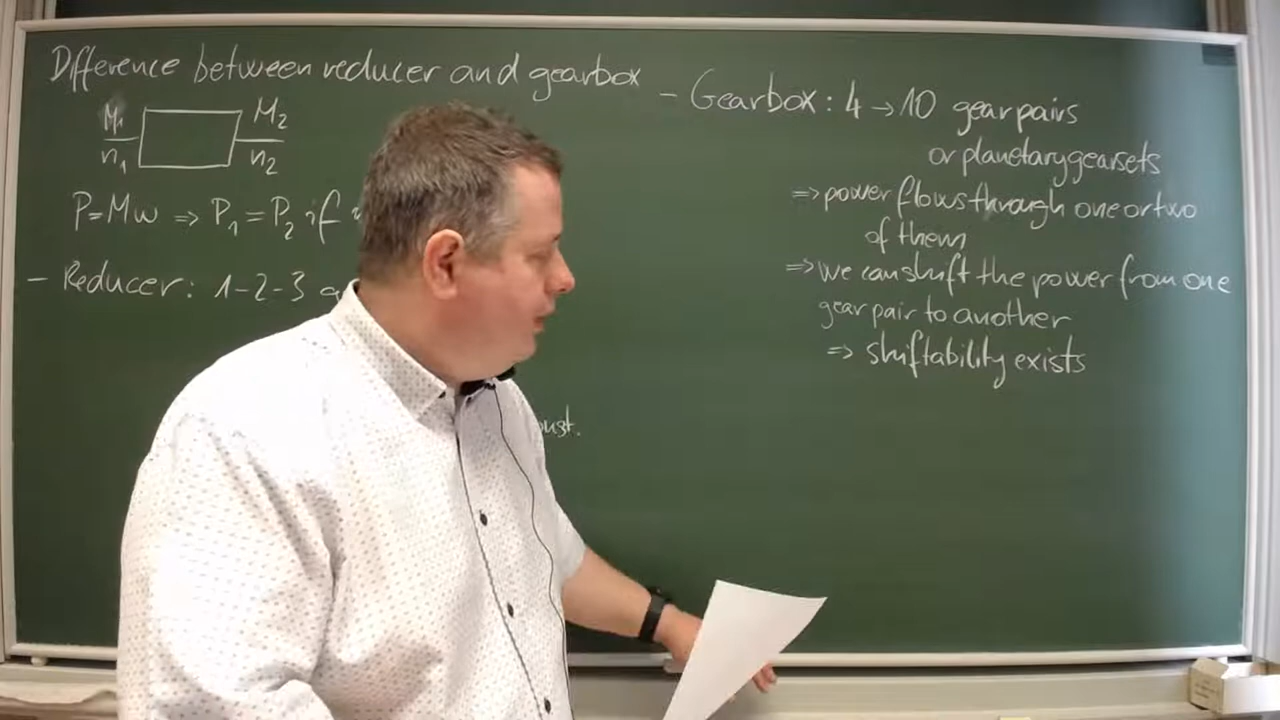 Difference between reducer and gearbox
M₁ M₂
n₁ n₂
P=Mω ⇒ P₁=P₂ if
- Reducer: 1-2-3
- Gearbox: 4→10 gear pairs
or planetary gearsets
⇒ power flows through one or two
of them
⇒ we can shift the power from one
gear pair to another
⇒ shiftability exists